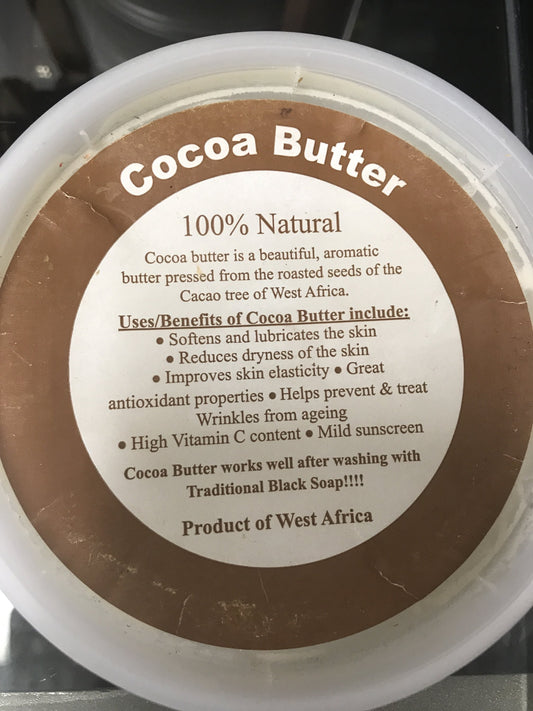 Cocoa Butter
100% Natural
Cocoa butter is a beautiful, aromatic
butter pressed from the roasted seeds of the
Cacao tree of West Africa.
Uses/Benefits of Cocoa Butter include:
● Softens and lubricates the skin
● Reduces dryness of the skin
● Improves skin elasticity ● Great
antioxidant properties ● Helps prevent & treat
Wrinkles from ageing
● High Vitamin C content ● Mild sunscreen
Cocoa Butter works well after washing with
Traditional Black Soap!!!!
Product of West Africa